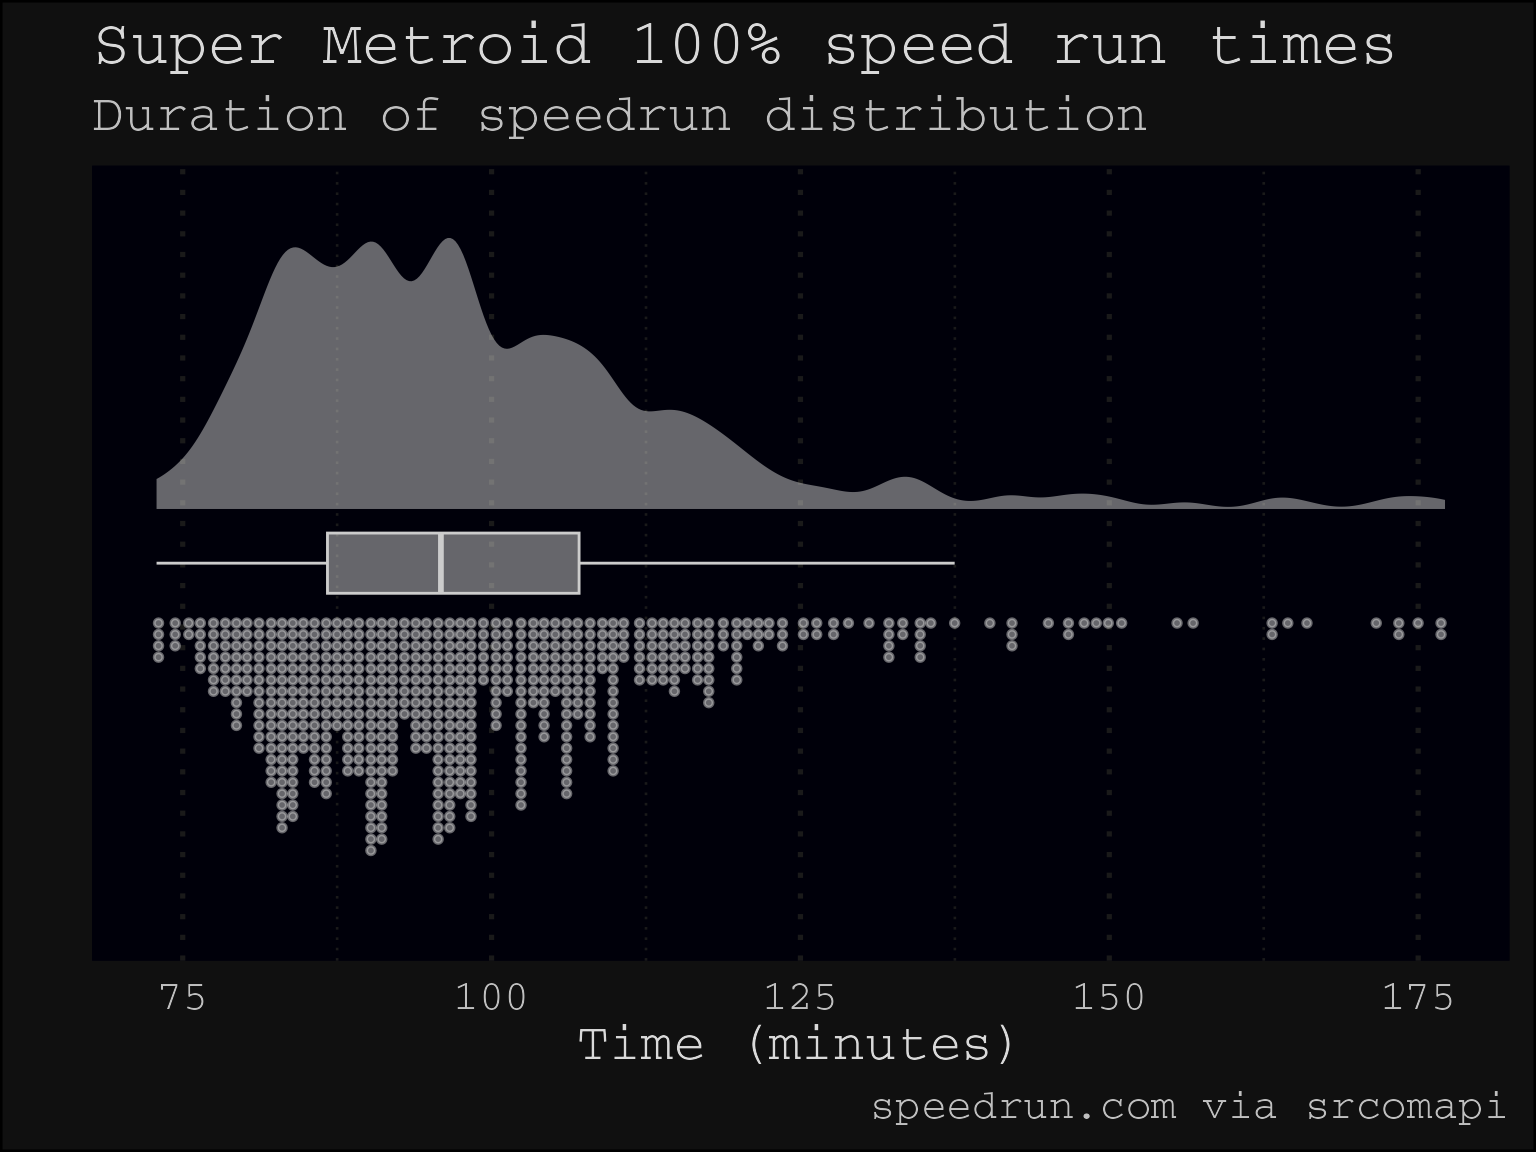 Super Metroid 100% speed run times
Duration of speedrun distribution
75 100 125 150 175
Time (minutes)
speedrun.com via srcomapi